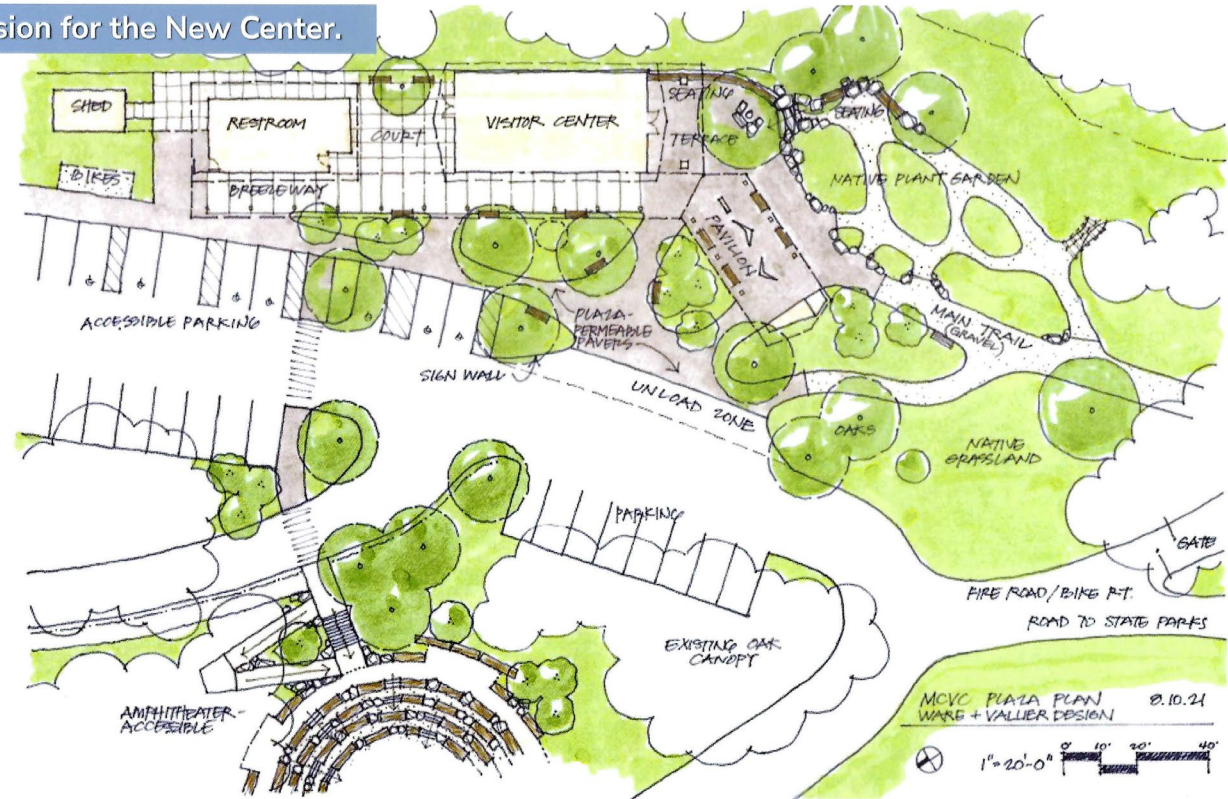 sion for the New Center.
SHED
RESTROOM
COURT
VISITOR CENTER
SEATING
TERRACE
SEATING
BIKES
BREEZEWAY
NATIVE PLANT GARDEN
PAVILION
ACCESSIBLE PARKING
PLAZA-
PERMEABLE
PAVERS
MAIN TRAIL
(GRAVEL)
SIGN WALL
UNLOAD ZONE
OAKS
NATIVE
GRASSLAND
PARKING
GATE
FIRE ROAD/BIKE RT.
ROAD TO STATE PARKS
EXISTING OAK
CANOPY
AMPHITHEATER-
ACCESSIBLE
MCVC PLAZA PLAN 8.10.21
WARE + VALLIER DESIGN
1"=20'-0" 0' 10' 20' 40'